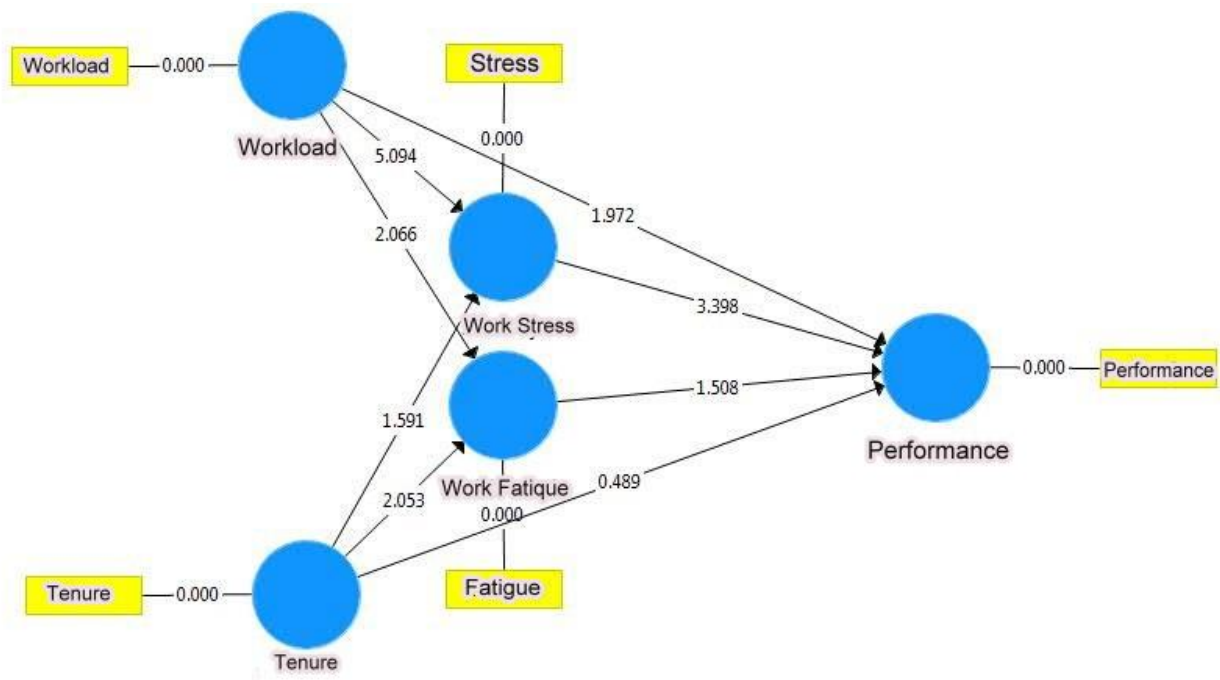 Workload
0.000
Workload
Stress
0.000
5.094
2.066
1.972
Work Stress
3.398
1.591
1.508
Performance
0.000
Performance
2.053
Work Fatique
0.000
0.489
Fatigue
Tenure
0.000
Tenure